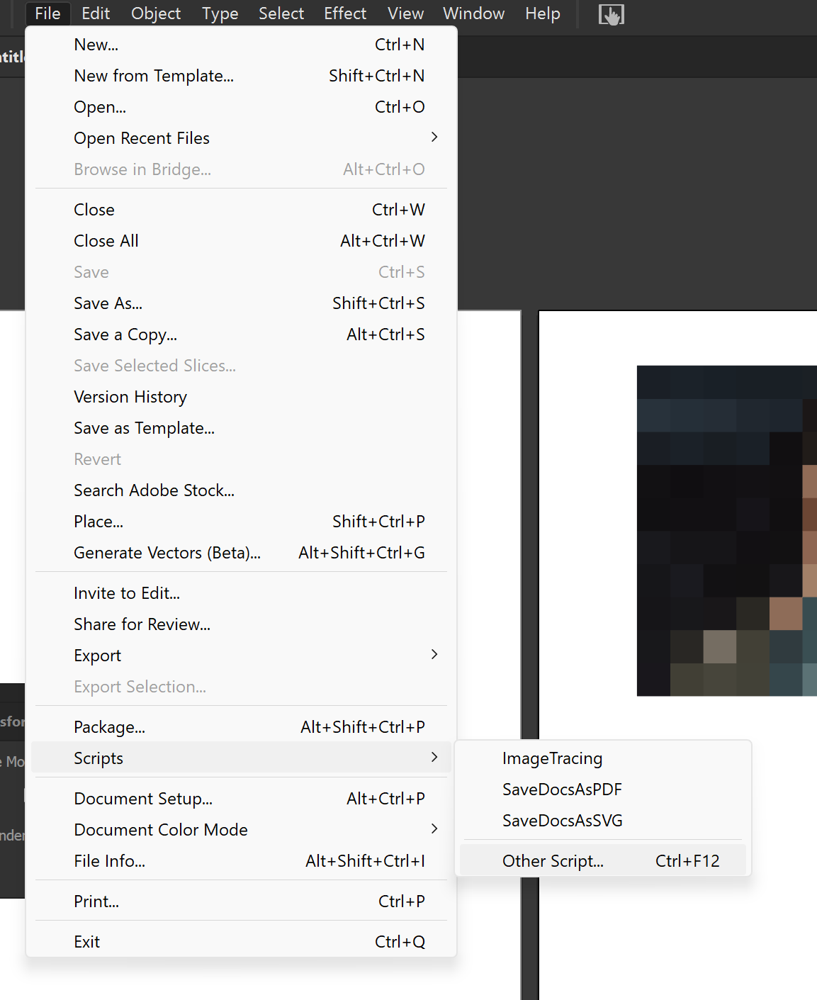 File Edit Object Type Select Effect View Window Help
New... Ctrl+N
New from Template... Shift+Ctrl+N
Open... Ctrl+O
Open Recent Files
Browse in Bridge... Alt+Ctrl+O
Close Ctrl+W
Close All Alt+Ctrl+W
Save Ctrl+S
Save As... Shift+Ctrl+S
Save a Copy... Alt+Ctrl+S
Save Selected Slices...
Version History
Save as Template...
Revert
Search Adobe Stock...
Place... Shift+Ctrl+P
Generate Vectors (Beta)... Alt+Shift+Ctrl+G
Invite to Edit...
Share for Review...
Export
Export Selection...
Package... Alt+Shift+Ctrl+P
Scripts
ImageTracing
SaveDocsAsPDF
SaveDocsAsSVG
Other Script... Ctrl+F12
Document Setup... Alt+Ctrl+P
Document Color Mode
File Info... Alt+Shift+Ctrl+I
Print... Ctrl+P
Exit Ctrl+Q